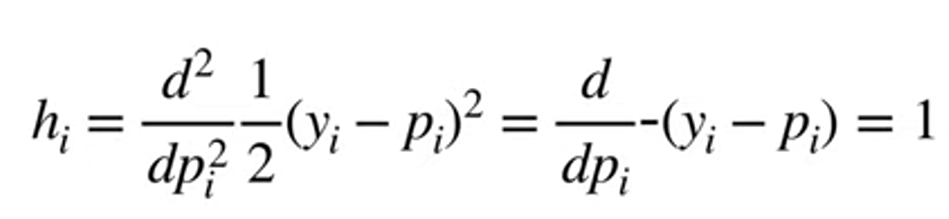 h_i = \frac{d^2}{dp_i^2} \frac{1}{2} (y_i - p_i)^2 = \frac{d}{dp_i} -(y_i - p_i) = 1